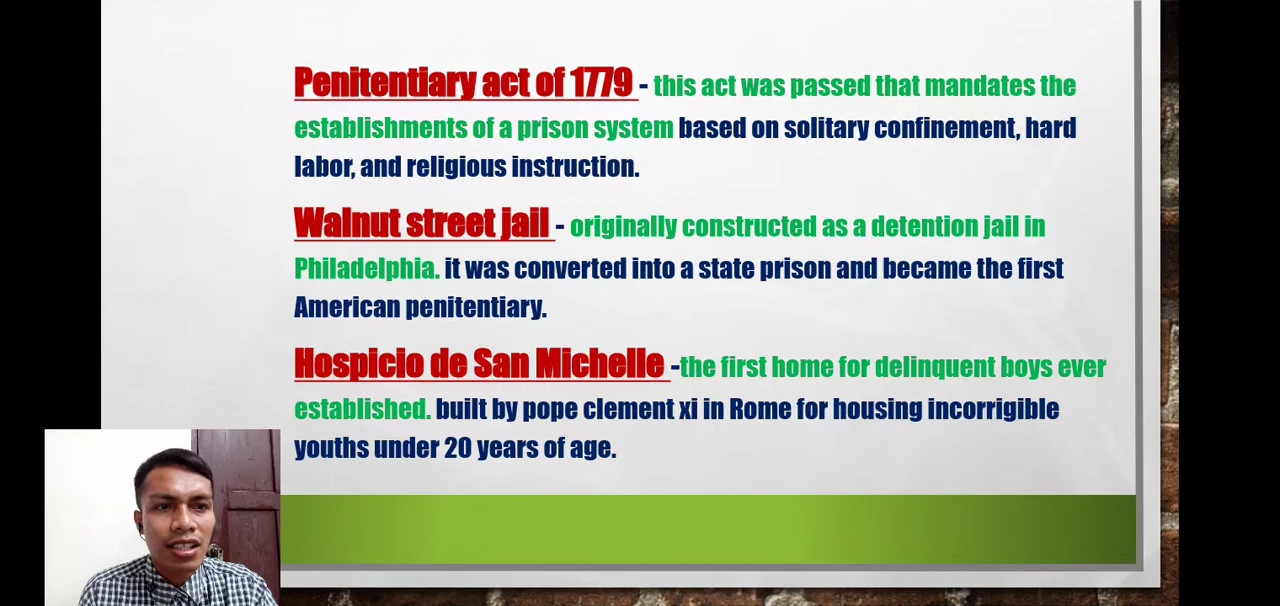 Penitentiary act of 1779 - this act was passed that mandates the
establishments of a prison system based on solitary confinement, hard
labor, and religious instruction.
Walnut street jail - originally constructed as a detention jail in
Philadelphia. it was converted into a state prison and became the first
American penitentiary.
Hospicio de San Michelle -the first home for delinquent boys ever
established. built by pope clement xi in Rome for housing incorrigible
youths under 20 years of age.